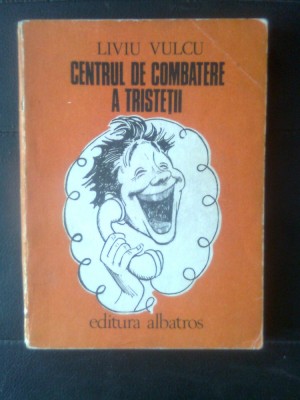 LIVIU VULCU
CENTRUL DE COMBATERE
A TRISTEȚII
editura albatros